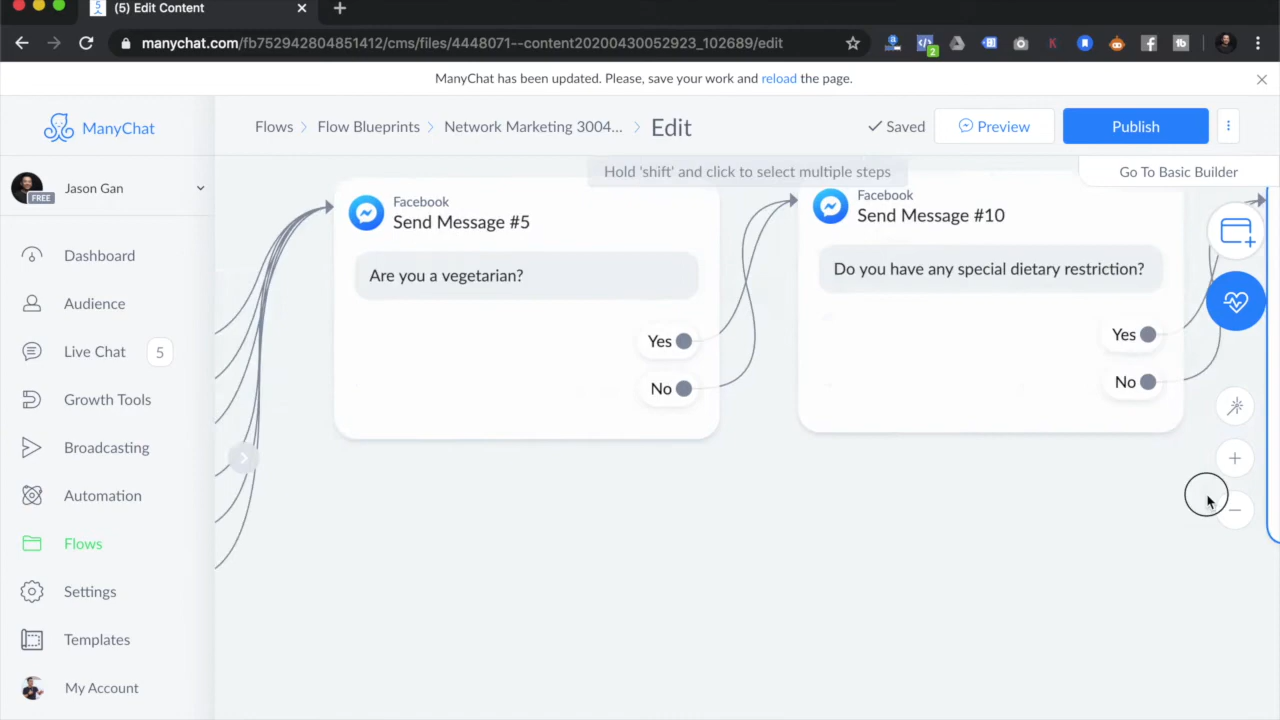 (5) Edit Content
manychat.com/fb752942804851412/cms/files/4448071--content20200430052923_102689/edit
2
ManyChat has been updated. Please, save your work and reload the page.
ManyChat
Flows
Flow Blueprints
Network Marketing 3004...
Edit
Saved
Preview
Publish
Hold 'shift' and click to select multiple steps
Go To Basic Builder
Jason Gan
FREE
Dashboard
Audience
Live Chat
5
Growth Tools
Broadcasting
Automation
Flows
Settings
Templates
My Account
Facebook
Send Message #5
Are you a vegetarian?
Yes
No
Facebook
Send Message #10
Do you have any special dietary restriction?
Yes
No